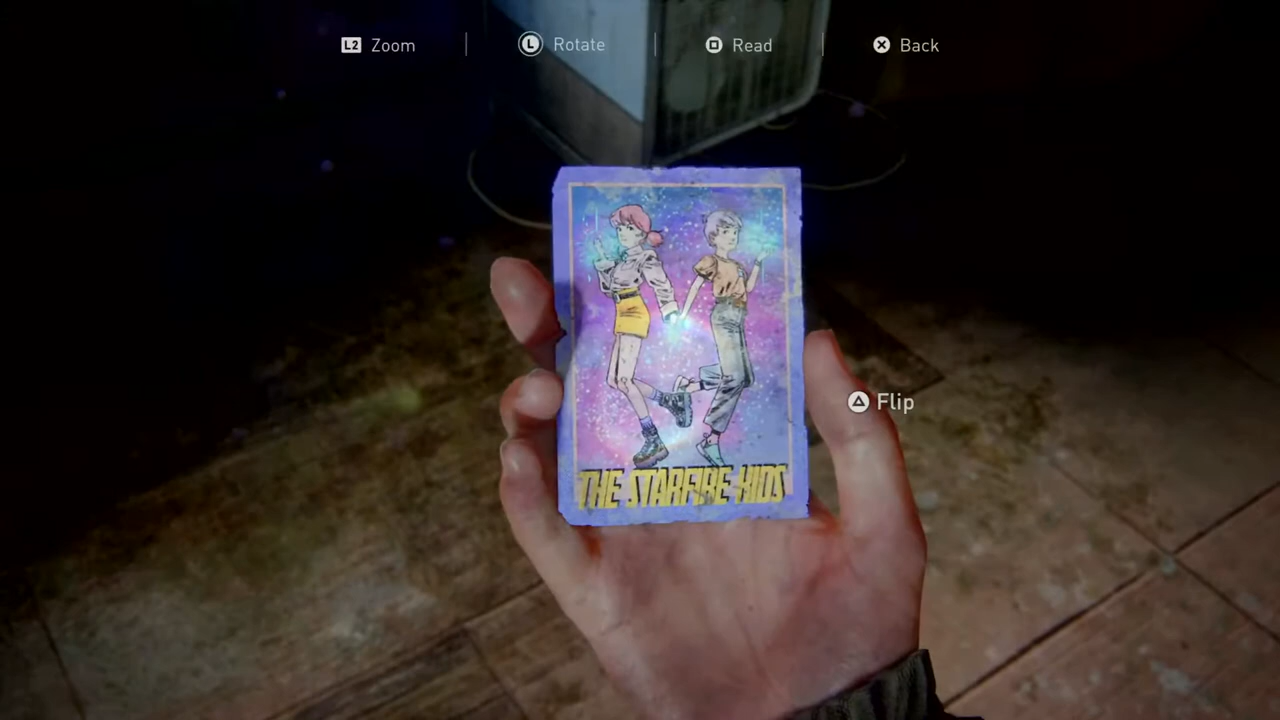 L2 Zoom
L Rotate
Read
Back
Flip
THE STARFIRE KIDS